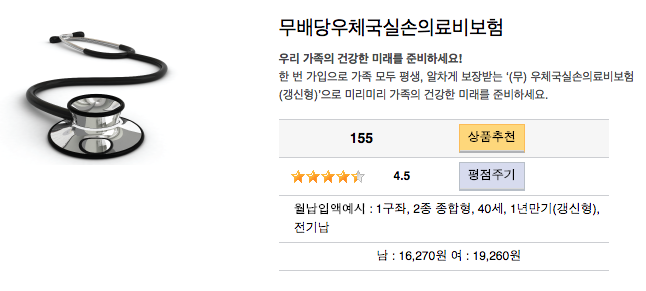 무배당우체국실손의료비보험
우리 가족의 건강한 미래를 준비하세요!
한 번 가입으로 가족 모두 평생, 알차게 보장받는 '(무) 우체국실손의료비보험
(갱신형)'으로 미리미리 가족의 건강한 미래를 준비하세요.
155 상품추천
4.5 평점주기
월납입액예시 : 1구좌, 2종 종합형, 40세, 1년만기(갱신형),
전기납
남 : 16,270원 여 : 19,260원